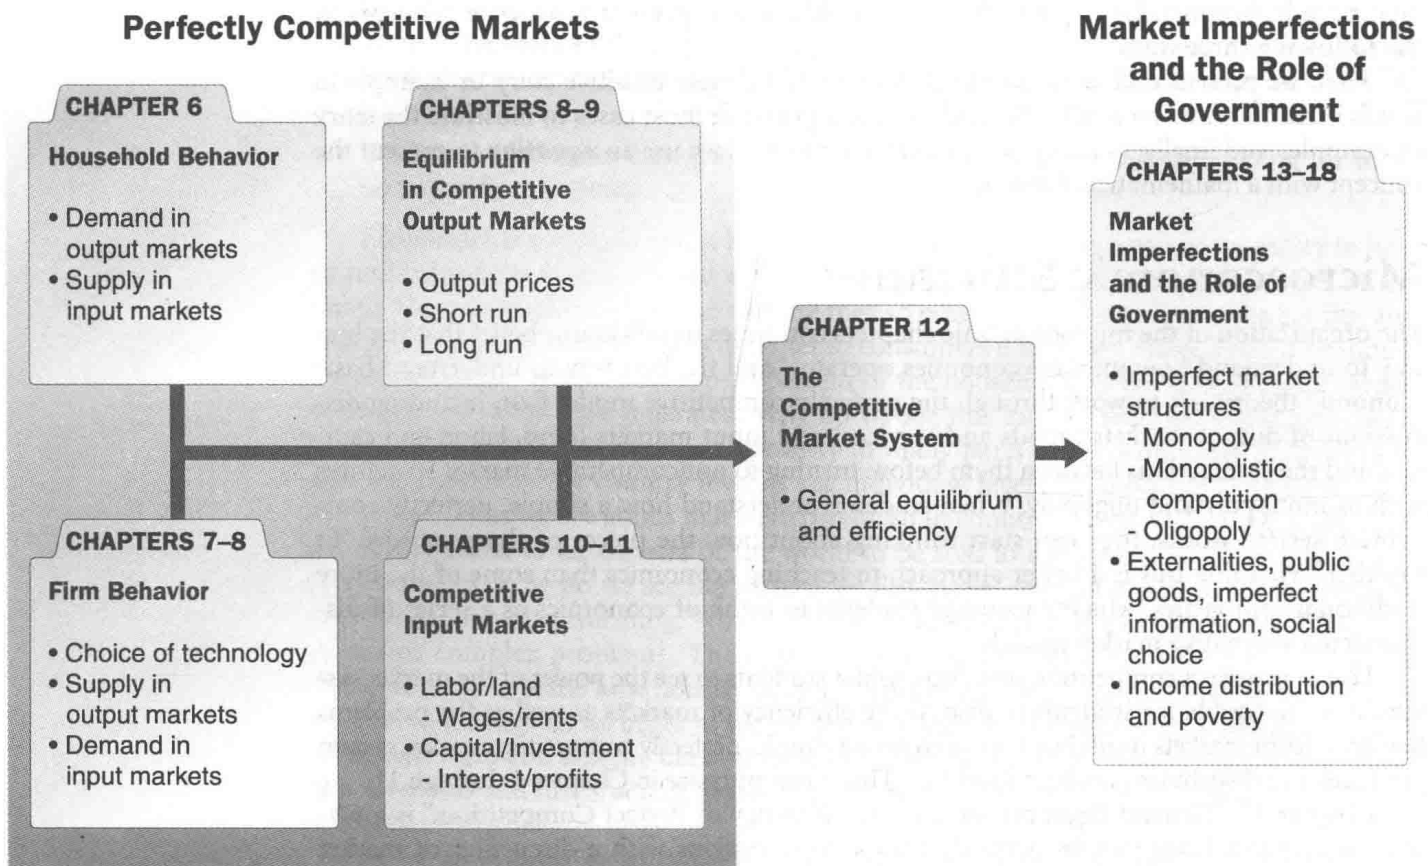 Perfectly Competitive Markets
Market Imperfections
and the Role of
Government
CHAPTER 6
Household Behavior
• Demand in
output markets
• Supply in
input markets
CHAPTERS 8–9
Equilibrium
in Competitive
Output Markets
• Output prices
• Short run
• Long run
CHAPTERS 7–8
Firm Behavior
• Choice of technology
• Supply in
output markets
• Demand in
input markets
CHAPTERS 10–11
Competitive
Input Markets
• Labor/land
- Wages/rents
• Capital/Investment
- Interest/profits
CHAPTER 12
The
Competitive
Market System
• General equilibrium
and efficiency
CHAPTERS 13–18
Market
Imperfections
and the Role of
Government
• Imperfect market
structures
- Monopoly
- Monopolistic
competition
- Oligopoly
• Externalities, public
goods, imperfect
information, social
choice
• Income distribution
and poverty